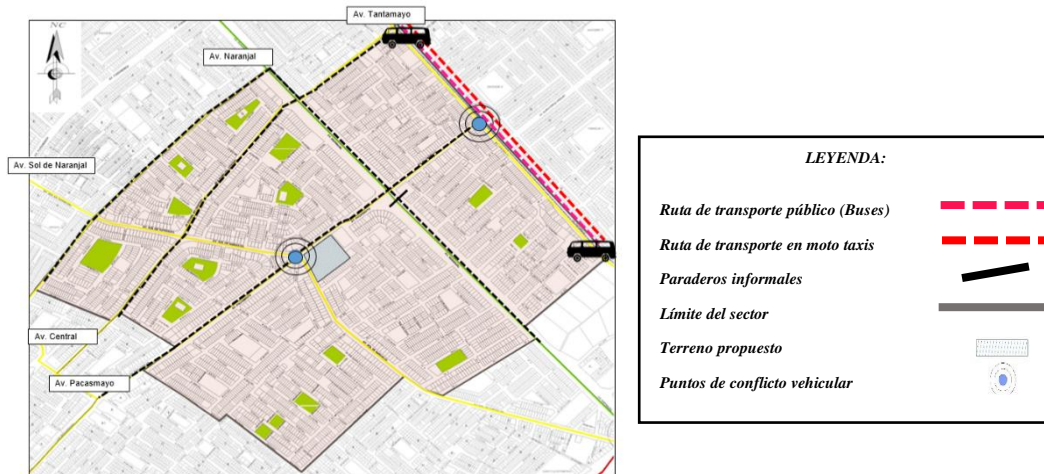 Av. Tantamayo
Av. Naranjal
Av. Sol de Naranjal
Av. Central
Av. Pacasmayo
LEYENDA:
Ruta de transporte público (Buses)
Ruta de transporte en moto taxis
Paraderos informales
Límite del sector
Terreno propuesto
Puntos de conflicto vehicular